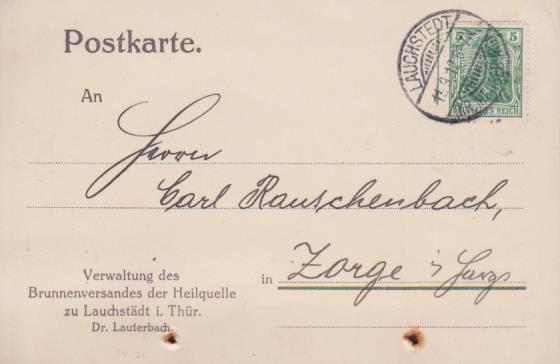 Postkarte.
LAUCHSTEDT
5 5
REICH
An
Herrn
Carl Rauschenbach,
in Zorge i/Harz
Verwaltung des
Brunnenversandes der Heilquelle
zu Lauchstädt i. Thür.
Dr. Lauterbach.